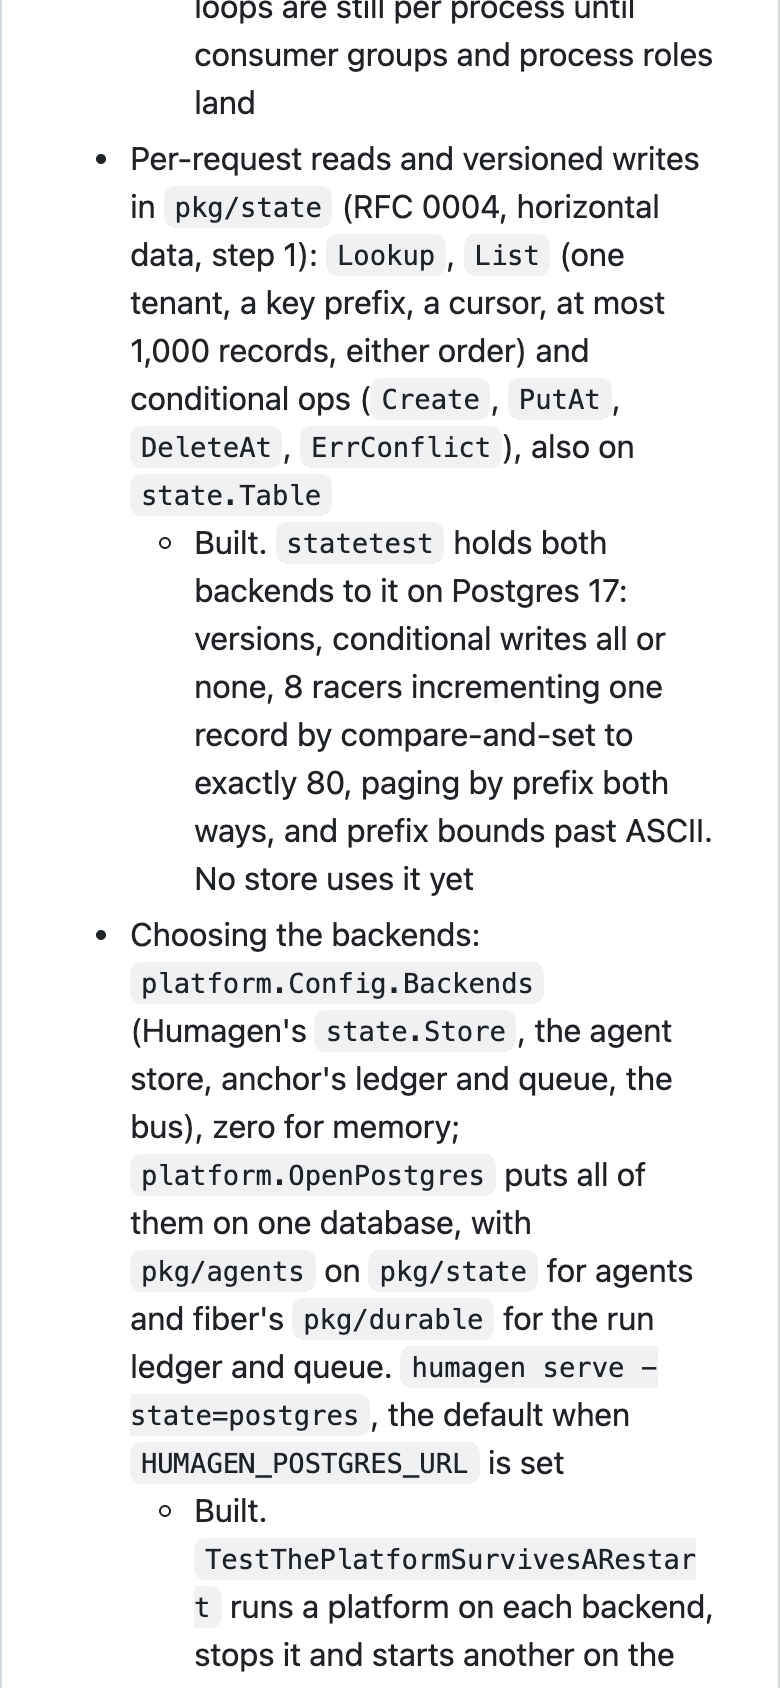 loops are still per process until
consumer groups and process roles
land
Per-request reads and versioned writes
in pkg/state (RFC 0004, horizontal
data, step 1): Lookup, List (one
tenant, a key prefix, a cursor, at most
1,000 records, either order) and
conditional ops (Create, PutAt,
DeleteAt, ErrConflict), also on
state.Table
Built. statetest holds both
backends to it on Postgres 17:
versions, conditional writes all or
none, 8 racers incrementing one
record by compare-and-set to
exactly 80, paging by prefix both
ways, and prefix bounds past ASCII.
No store uses it yet
Choosing the backends:
platform.Config.Backends
(Humagen's state.Store, the agent
store, anchor's ledger and queue, the
bus), zero for memory;
platform.OpenPostgres puts all of
them on one database, with
pkg/agents on pkg/state for agents
and fiber's pkg/durable for the run
ledger and queue. humagen serve -
state=postgres, the default when
HUMAGEN_POSTGRES_URL is set
Built.
TestThePlatformSurvivesARestar
t runs a platform on each backend,
stops it and starts another on the